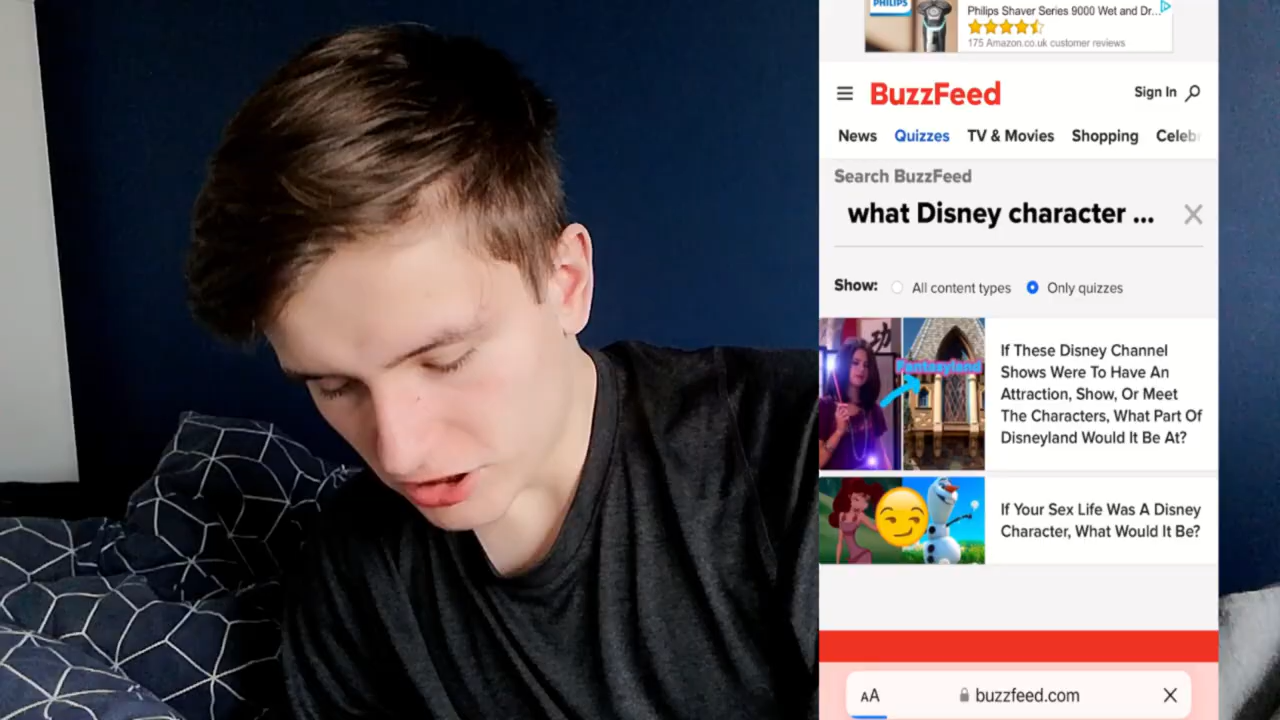 PHILIPS
Philips Shaver Series 9000 Wet and Dr...
175 Amazon.co.uk customer reviews
BuzzFeed
Sign In
News Quizzes TV & Movies Shopping Celebr
Search BuzzFeed
what Disney character ...
Show: All content types Only quizzes
功
Fantasyland
If These Disney Channel
Shows Were To Have An
Attraction, Show, Or Meet
The Characters, What Part Of
Disneyland Would It Be At?
If Your Sex Life Was A Disney
Character, What Would It Be?
AA buzzfeed.com